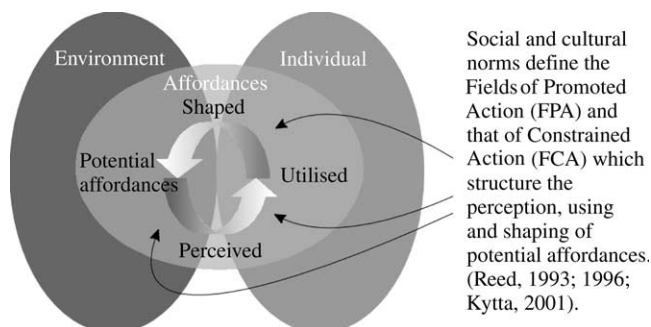 Environment
Individual
Affordances
Shaped
Potential
affordances
Utilised
Perceived
Social and cultural
norms define the
Fields of Promoted
Action (FPA) and
that of Constrained
Action (FCA) which
structure the
perception, using
and shaping of
potential affordances.
(Reed, 1993; 1996;
Kytta, 2001).